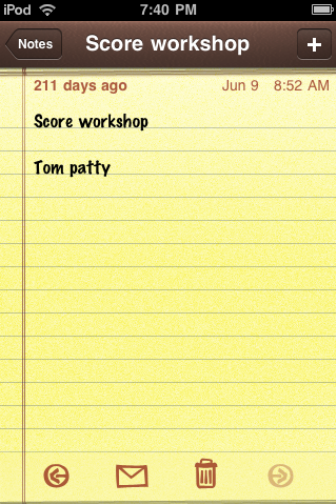 iPod 7:40 PM
Notes Score workshop +
211 days ago Jun 9 8:52 AM
Score workshop
Tom patty